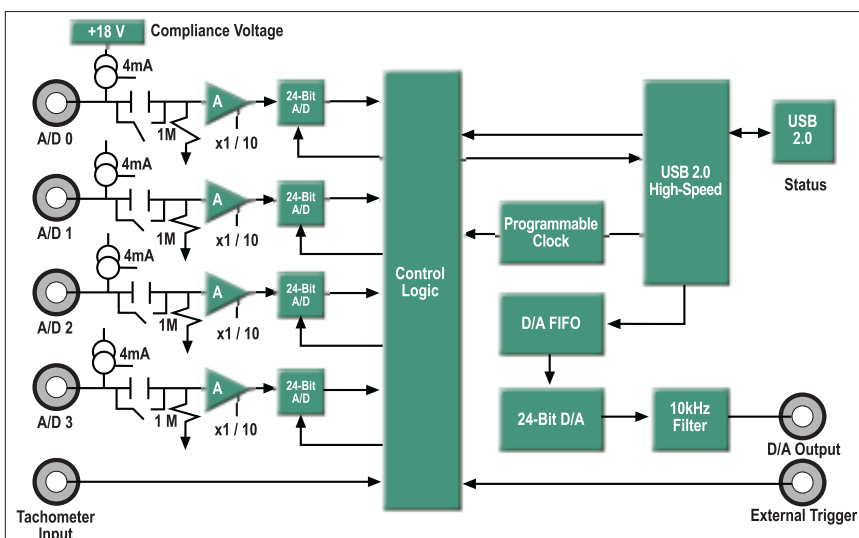 +18 V
Compliance Voltage
4mA
A/D 0
1M
A
x1 / 10
24-Bit
A/D
4mA
A/D 1
1M
A
x1 / 10
24-Bit
A/D
4mA
A/D 2
1M
A
x1 / 10
24-Bit
A/D
4mA
A/D 3
1 M
A
x1 / 10
24-Bit
A/D
Tachometer
Input
Control
Logic
USB 2.0
High-Speed
USB
2.0
Status
Programmable
Clock
D/A FIFO
24-Bit D/A
10kHz
Filter
D/A Output
External Trigger